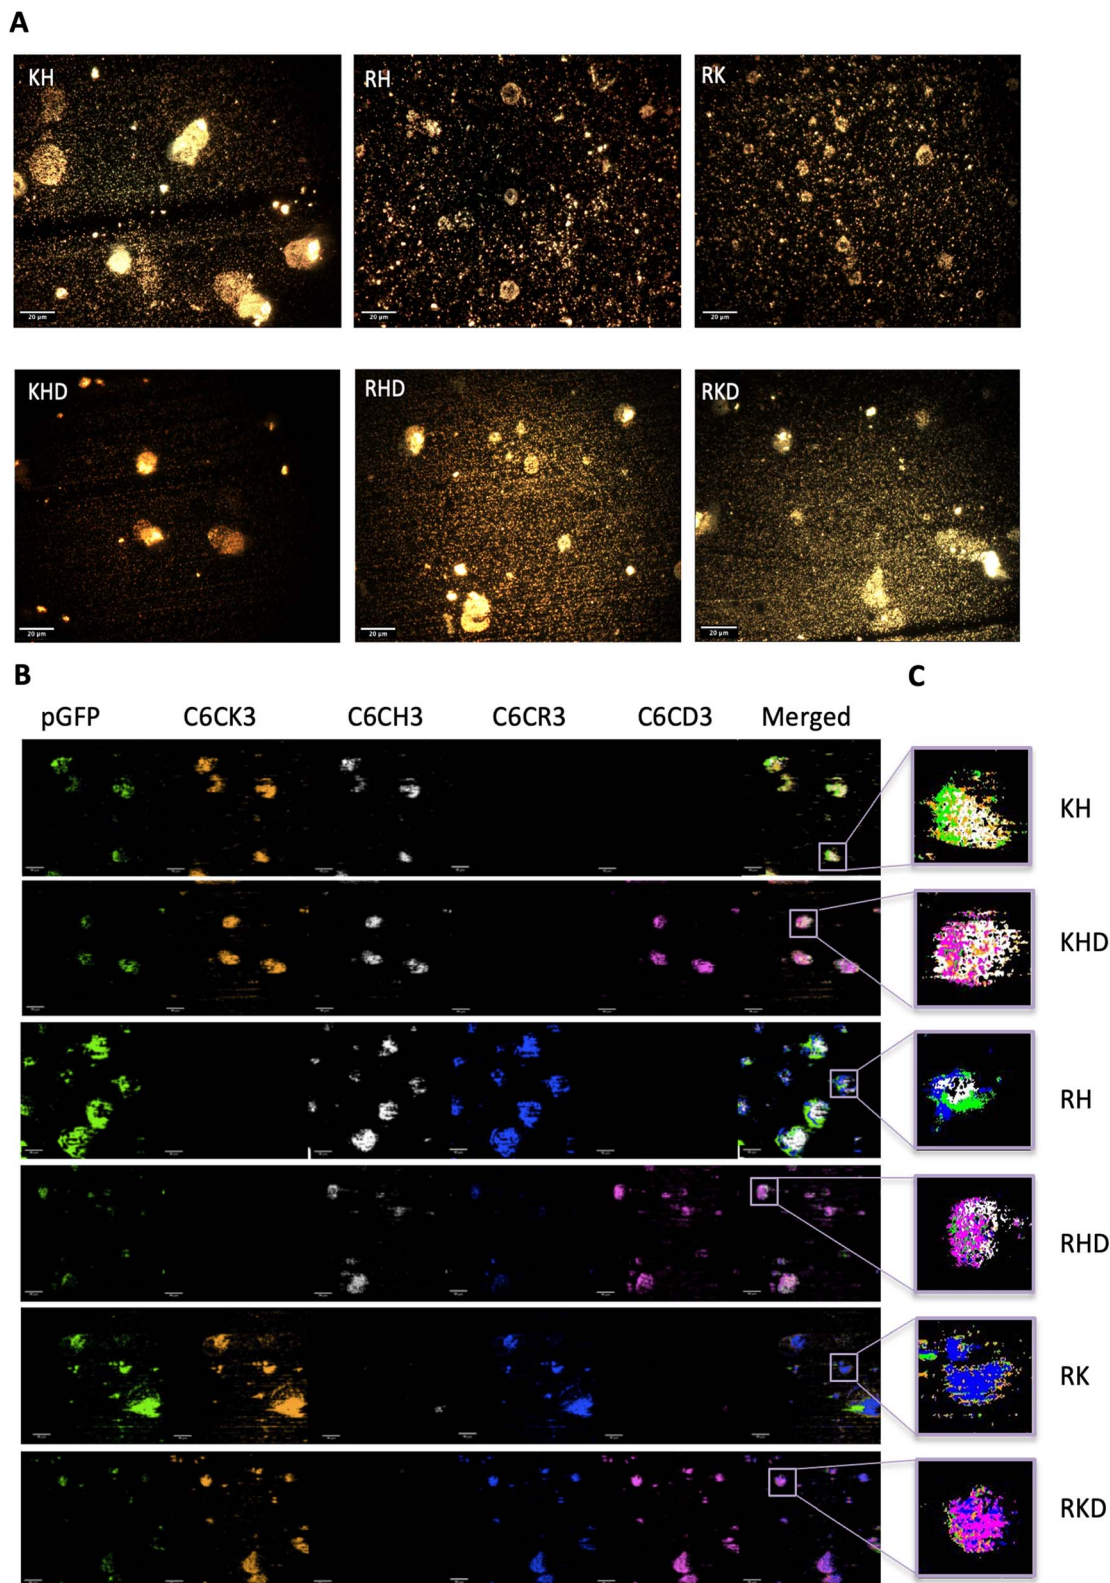 A
KH
RH
RK
20 µm
20 µm
20 µm
KHD
RHD
RKD
20 µm
20 µm
20 µm
B
C
pGFP C6CK3 C6CH3 C6CR3 C6CD3 Merged
KH
KHD
RH
RHD
RK
RKD